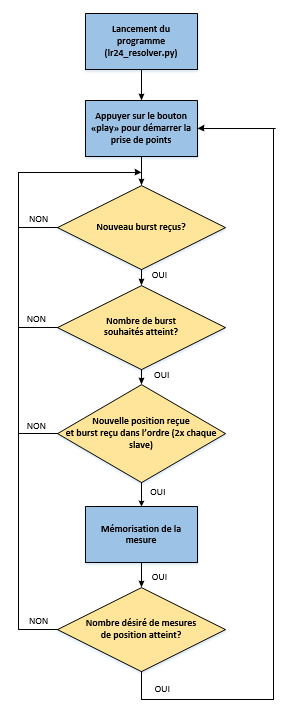 Lancement du
programme
(lr24_resolver.py)
Appuyer sur le bouton
«play» pour démarrer la
prise de points
Nouveau burst reçus?
NON
OUI
Nombre de burst
souhaités atteint?
NON
OUI
Nouvelle position reçue
et burst reçu dans l'ordre (2x chaque
slave)
NON
OUI
Mémorisation de la
mesure
OUI
Nombre désiré de mesures
de position atteint?
NON
OUI